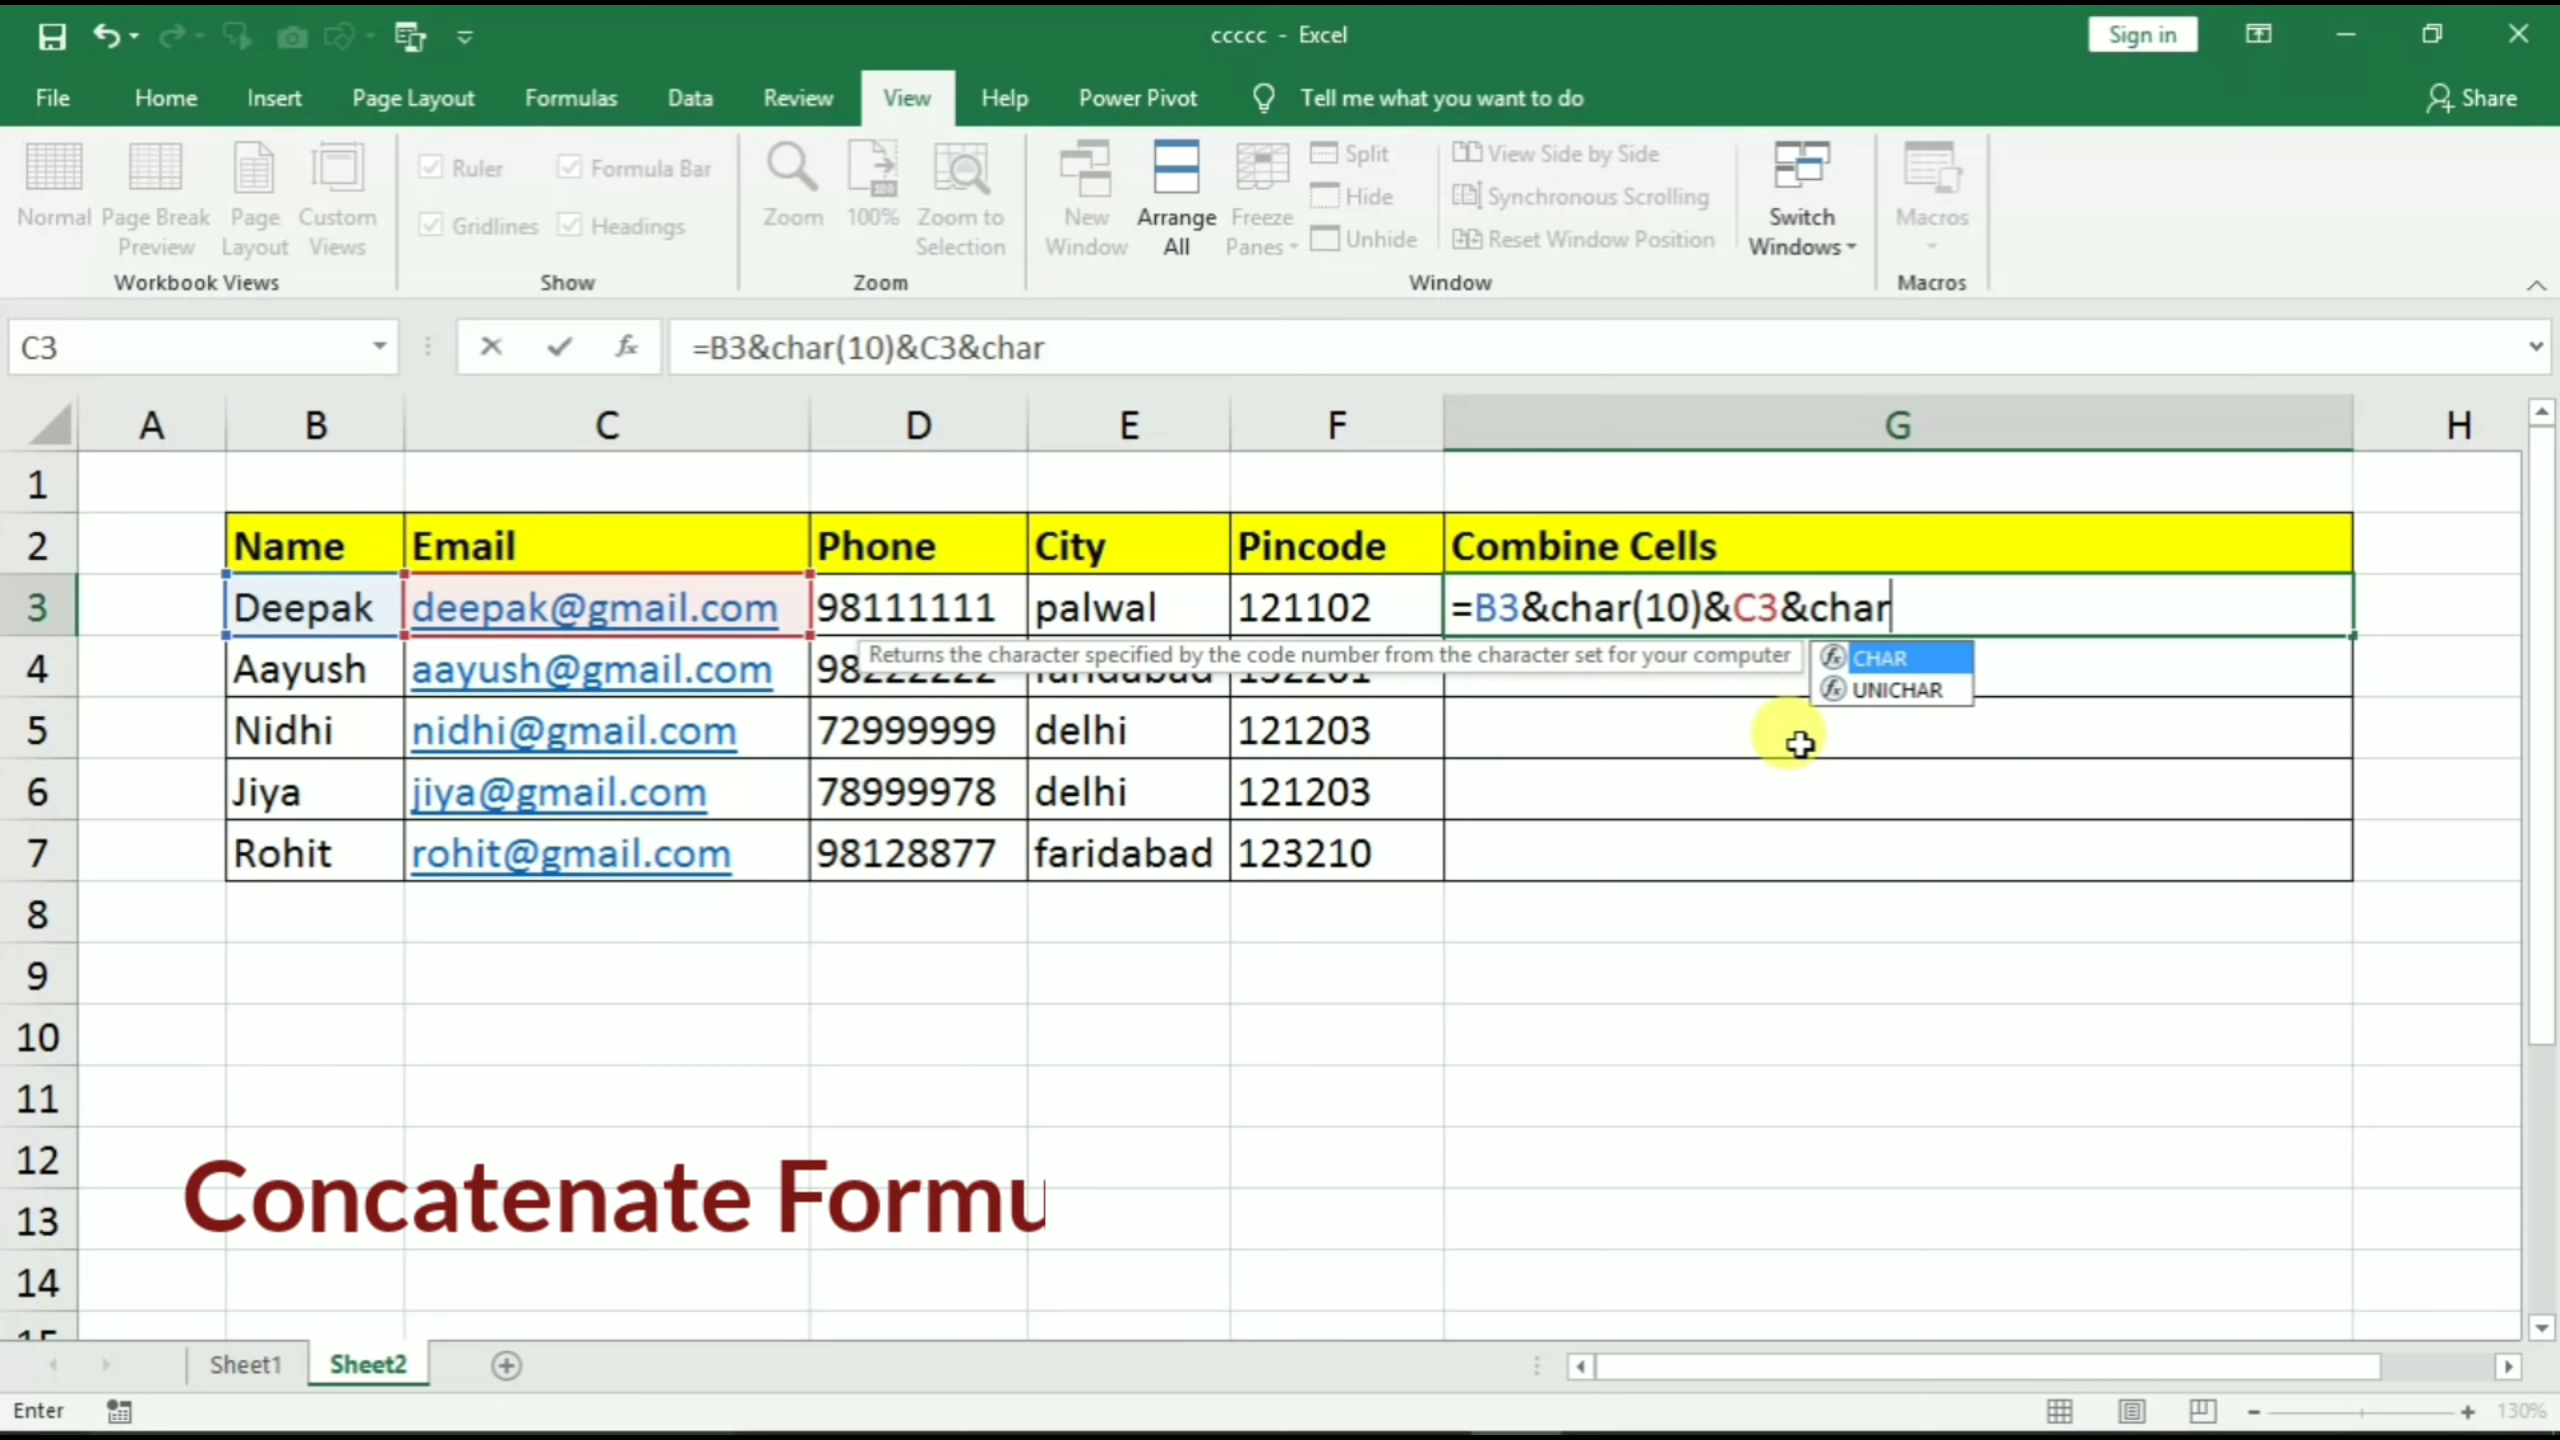 ccccc - Excel
Sign in
File Home Insert Page Layout Formulas Data Review View Help Power Pivot Tell me what you want to do Share
Normal Page Break Preview Page Layout Custom Views
Workbook Views
Ruler Formula Bar
Gridlines Headings
Show
Zoom 100% Zoom to Selection
Zoom
New Window Arrange All Freeze Panes
Split
Hide
Unhide
View Side by Side
Synchronous Scrolling
Reset Window Position
Switch Windows
Window
Macros
Macros
C3 fx =B3&char(10)&C3&char
A B C D E F G H
1
2 Name Email Phone City Pincode Combine Cells
3 Deepak deepak@gmail.com 98111111 palwal 121102 =B3&char(10)&C3&char
Returns the character specified by the code number from the character set for your computer
CHAR
UNICHAR
4 Aayush aayush@gmail.com
5 Nidhi nidhi@gmail.com 72999999 delhi 121203
6 Jiya jiya@gmail.com 78999978 delhi 121203
7 Rohit rohit@gmail.com 98128877 faridabad 123210
8
9
10
11
12
13
14
Concatenate Formu
Sheet1 Sheet2
Enter 130%